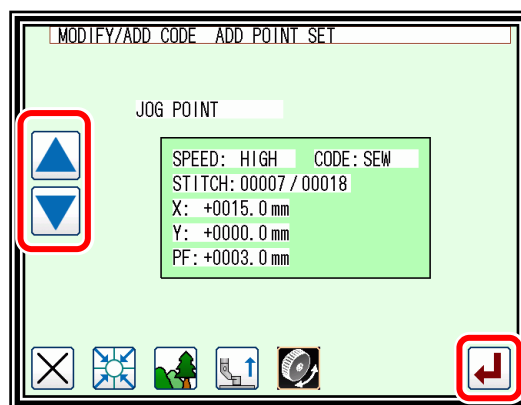 MODIFY/ADD CODE ADD POINT SET
JOG POINT
SPEED: HIGH CODE: SEW
STITCH: 00007 / 00018
X: +0015.0 mm
Y: +0000.0 mm
PF: +0003.0 mm